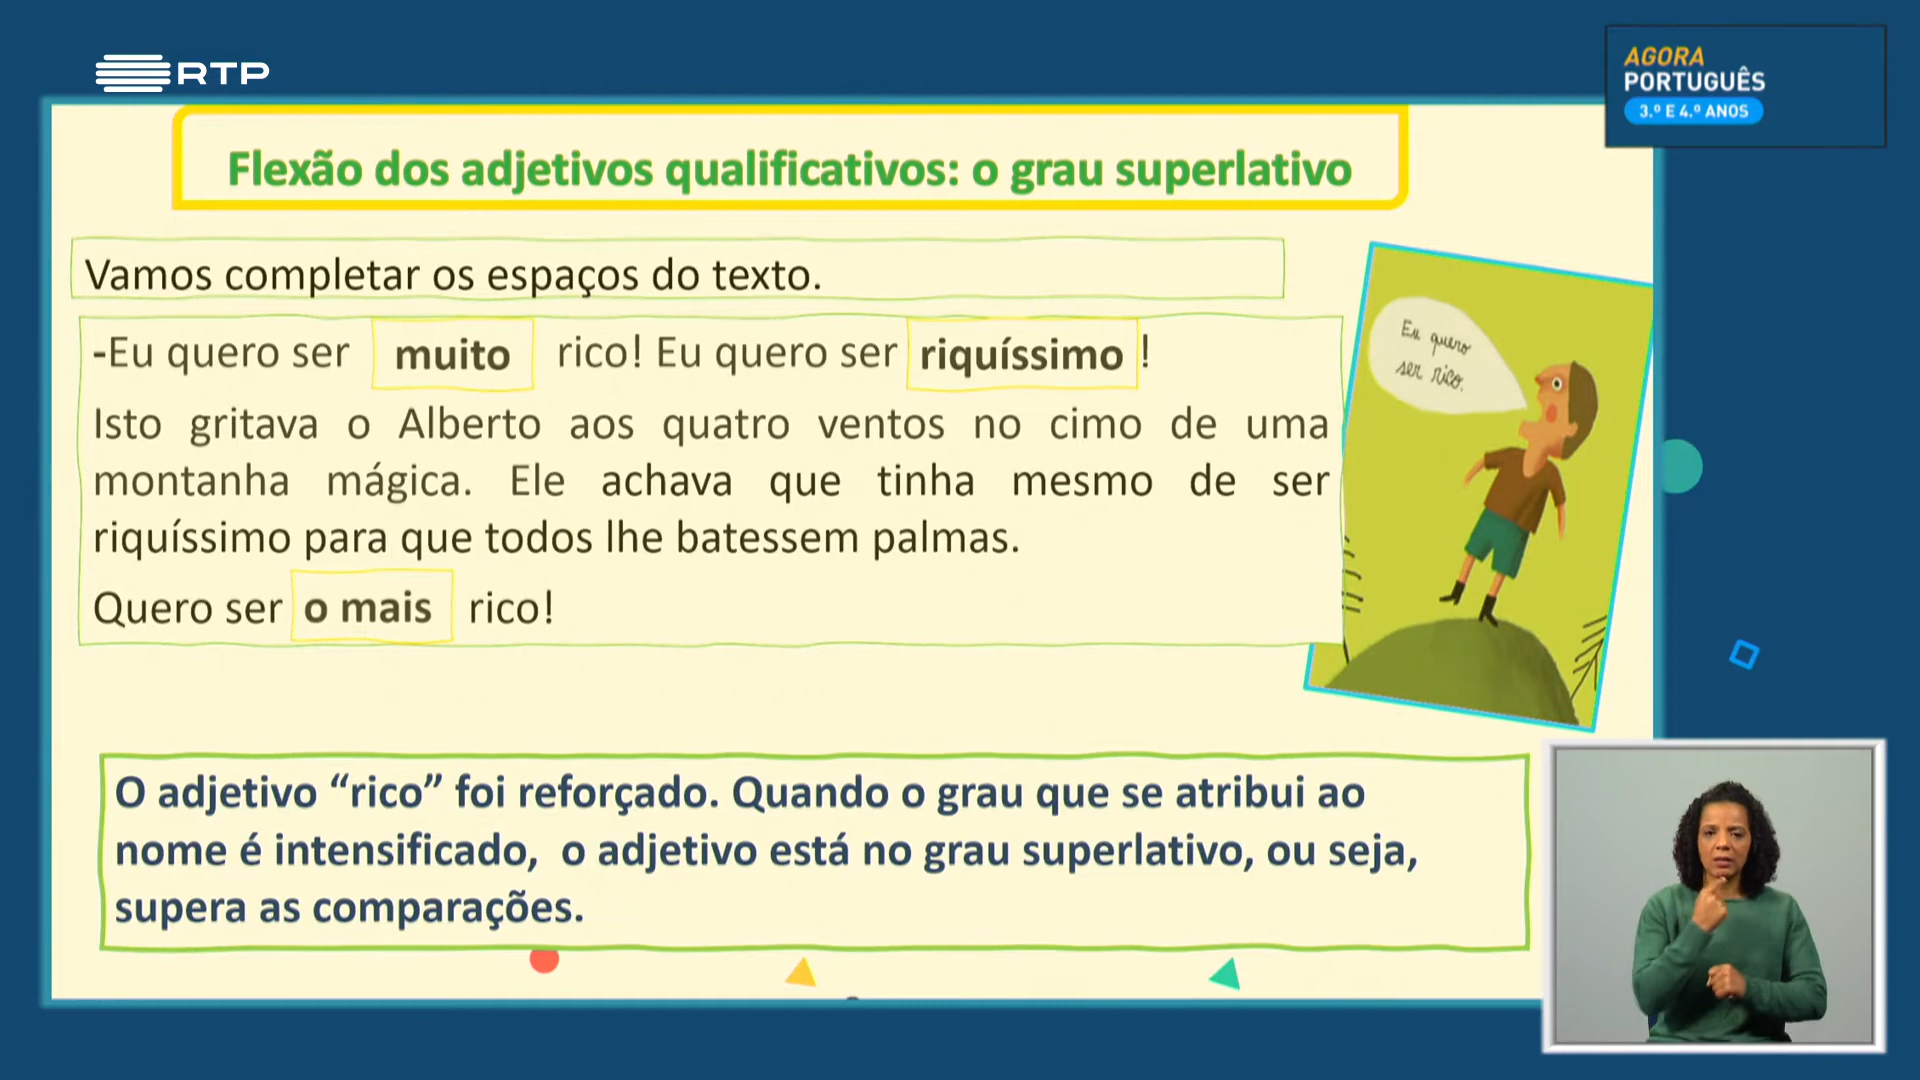 RTP
AGORA
PORTUGUÊS
3.º E 4.º ANOS
Flexão dos adjetivos qualificativos: o grau superlativo
Vamos completar os espaços do texto.
-Eu quero ser muito rico! Eu quero ser riquíssimo!
Isto gritava o Alberto aos quatro ventos no cimo de uma
montanha mágica. Ele achava que tinha mesmo de ser
riquíssimo para que todos lhe batessem palmas.
Quero ser o mais rico!
Eu quero
ser rico.
O adjetivo “rico” foi reforçado. Quando o grau que se atribui ao
nome é intensificado, o adjetivo está no grau superlativo, ou seja,
supera as comparações.